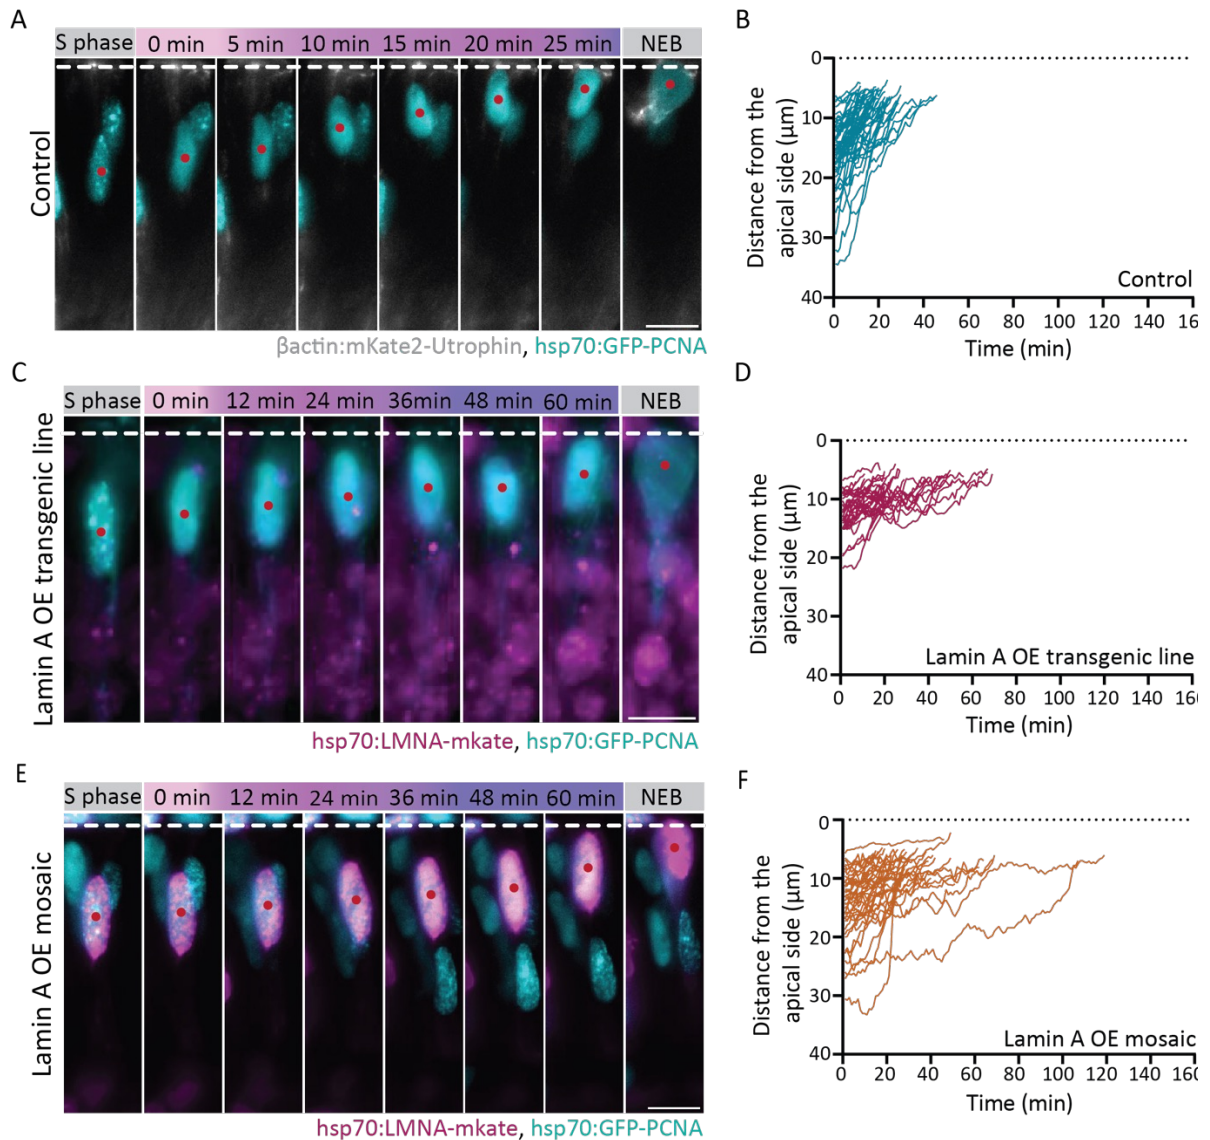 A
S phase 0 min 5 min 10 min 15 min 20 min 25 min NEB
Control
βactin:mKate2-Utrophin, hsp70:GFP-PCNA
B
Distance from the
apical side (µm)
0
10
20
30
40
Control
0 20 40 60 80 100 120 140 16
Time (min)
C
S phase 0 min 12 min 24 min 36min 48 min 60 min NEB
Lamin A OE transgenic line
hsp70:LMNA-mkate, hsp70:GFP-PCNA
D
Distance from the
apical side (µm)
0
10
20
30
40
Lamin A OE transgenic line
0 20 40 60 80 100 120 140 16
Time (min)
E
S phase 0 min 12 min 24 min 36 min 48 min 60 min NEB
Lamin A OE mosaic
hsp70:LMNA-mkate, hsp70:GFP-PCNA
F
Distance from the
apical side (µm)
0
10
20
30
40
Lamin A OE mosaic
0 20 40 60 80 100 120 140 160
Time (min)